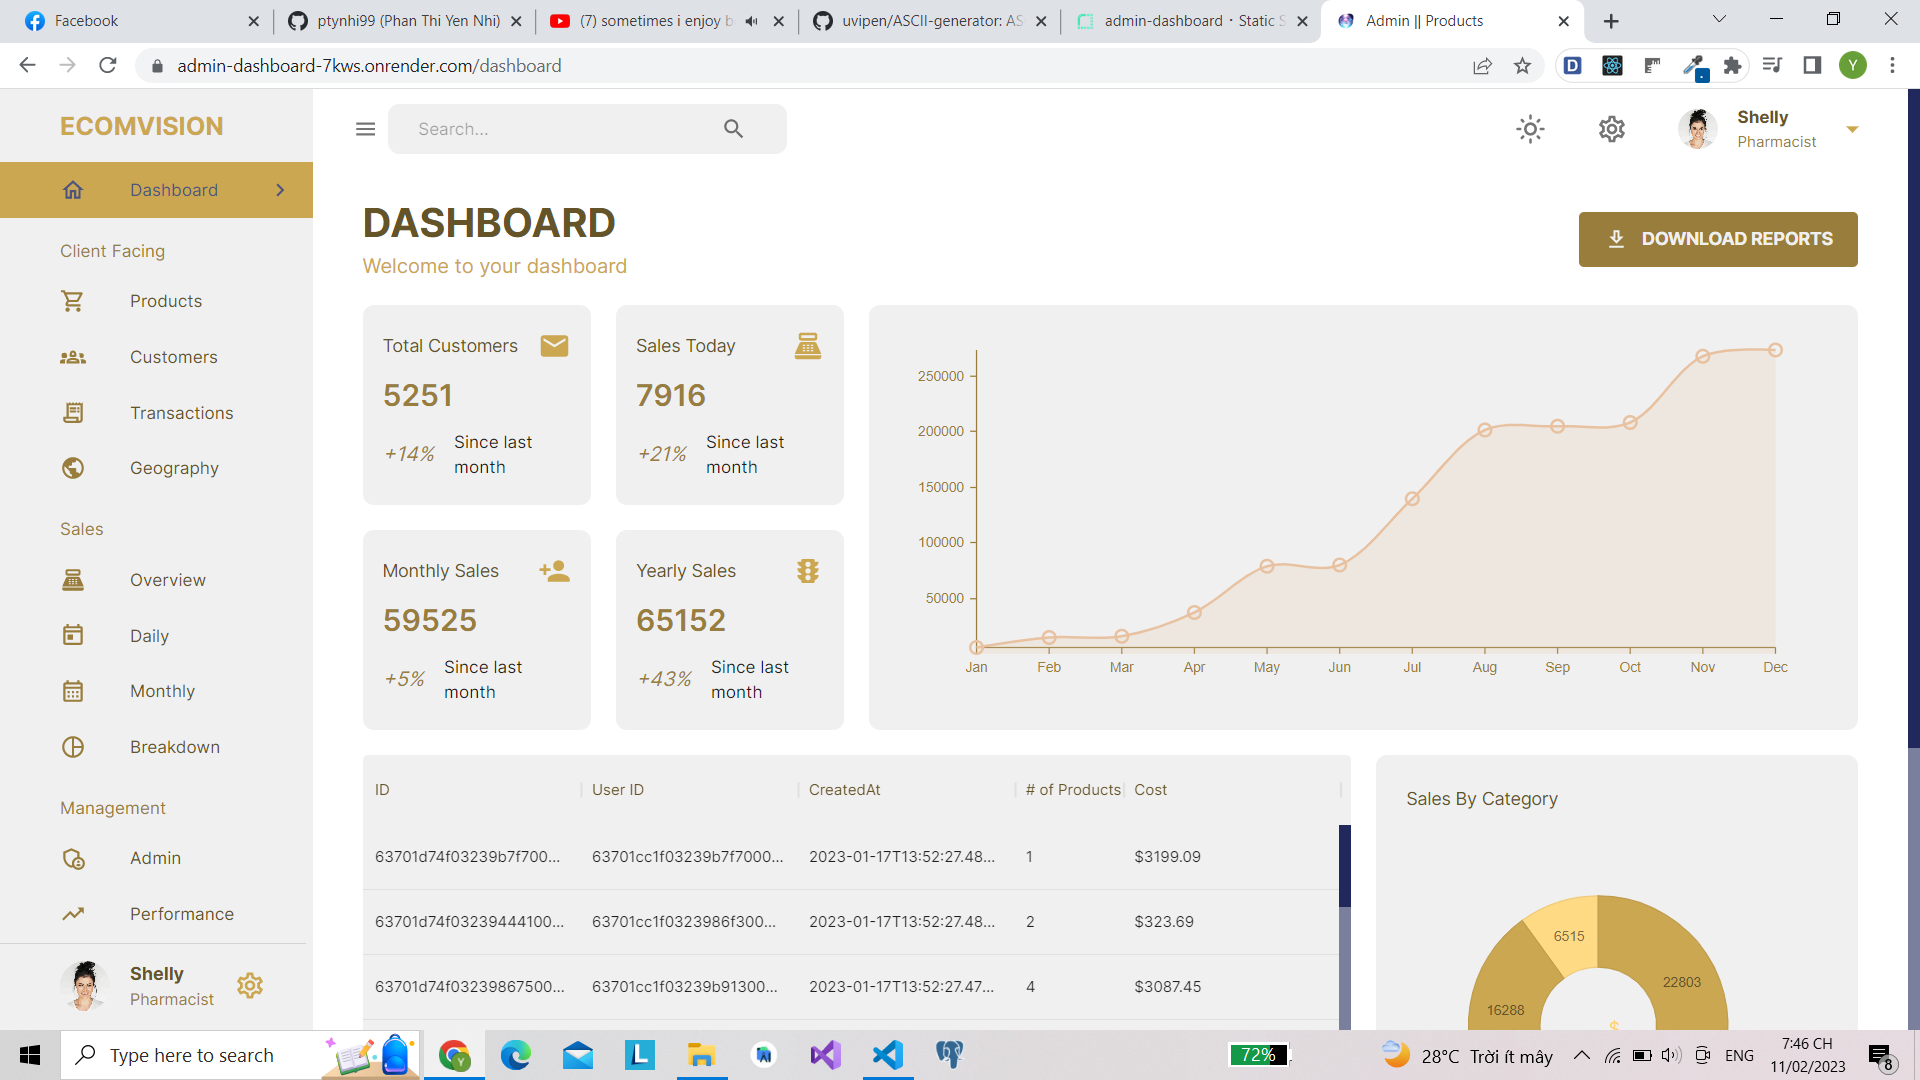 Facebook
ptynhi99 (Phan Thi Yen Nhi)
(7) sometimes i enjoy b
uvipen/ASCII-generator: AS
admin-dashboard · Static S
Admin || Products
admin-dashboard-7kws.onrender.com/dashboard
D
Y
ECOMVISION
Search...
Shelly
Pharmacist
Dashboard
Client Facing
Products
Customers
Transactions
Geography
Sales
Overview
Daily
Monthly
Breakdown
Management
Admin
Performance
Shelly
Pharmacist
DASHBOARD
Welcome to your dashboard
DOWNLOAD REPORTS
Total Customers
5251
+14%
Since last
month
Sales Today
7916
+21%
Since last
month
Monthly Sales
59525
+5%
Since last
month
Yearly Sales
65152
+43%
Since last
month
250000
200000
150000
100000
50000
Jan Feb Mar Apr May Jun Jul Aug Sep Oct Nov Dec
ID User ID CreatedAt # of Products Cost
63701d74f03239b7f700... 63701cc1f03239b7f7000... 2023-01-17T13:52:27.48... 1 $3199.09
63701d74f03239444100... 63701cc1f0323986f300... 2023-01-17T13:52:27.48... 2 $323.69
63701d74f03239867500... 63701cc1f03239b91300... 2023-01-17T13:52:27.47... 4 $3087.45
Sales By Category
6515
22803
16288
$
Type here to search
Y
L
72%
28°C Trời ít mây
ENG
7:46 CH
11/02/2023
8